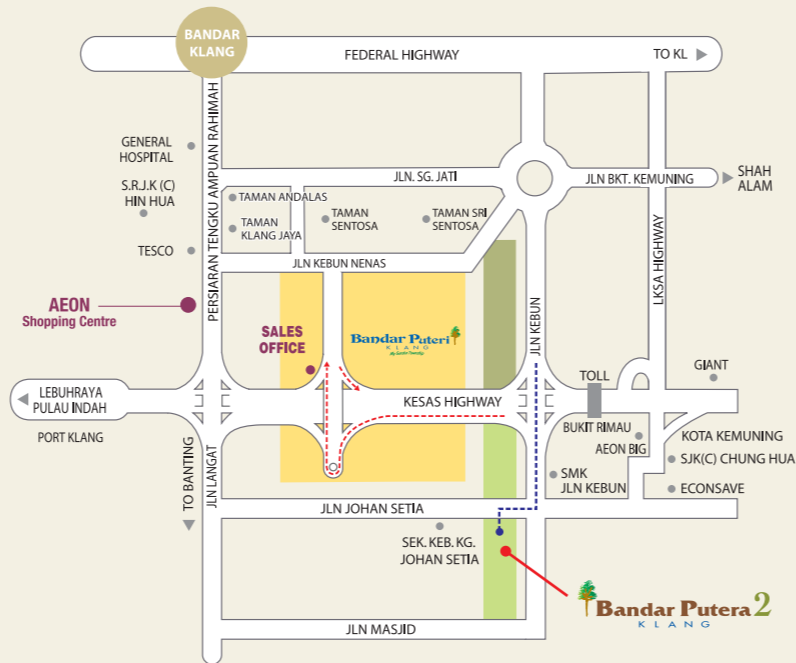 BANDAR
KLANG
FEDERAL HIGHWAY
TO KL
PERSIARAN TENGKU AMPUAN RAHIMAH
GENERAL
HOSPITAL
JLN. SG. JATI
JLN BKT. KEMUNING
SHAH
ALAM
S.R.J.K (C)
HIN HUA
TAMAN ANDALAS
TAMAN
KLANG JAYA
TAMAN
SENTOSA
TAMAN SRI
SENTOSA
LKSA HIGHWAY
TESCO
JLN KEBUN NENAS
AEON
Shopping Centre
SALES
OFFICE
Bandar Puteri
KLANG
JLN KEBUN
TOLL
GIANT
LEBUHRAYA
PULAU INDAH
KESAS HIGHWAY
BUKIT RIMAU
PORT KLANG
AEON BIG
KOTA KEMUNING
SJK(C) CHUNG HUA
TO BANTING
JLN LANGAT
SMK
JLN KEBUN
ECONSAVE
JLN JOHAN SETIA
SEK. KEB. KG.
JOHAN SETIA
Bandar Putera 2
KLANG
JLN MASJID